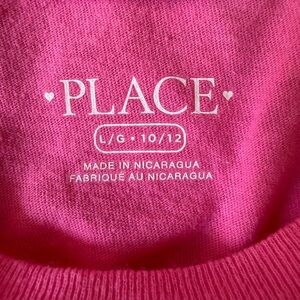 PLACE
L/G • 10/12
MADE IN NICARAGUA
FABRIQUÉ AU NICARAGUA